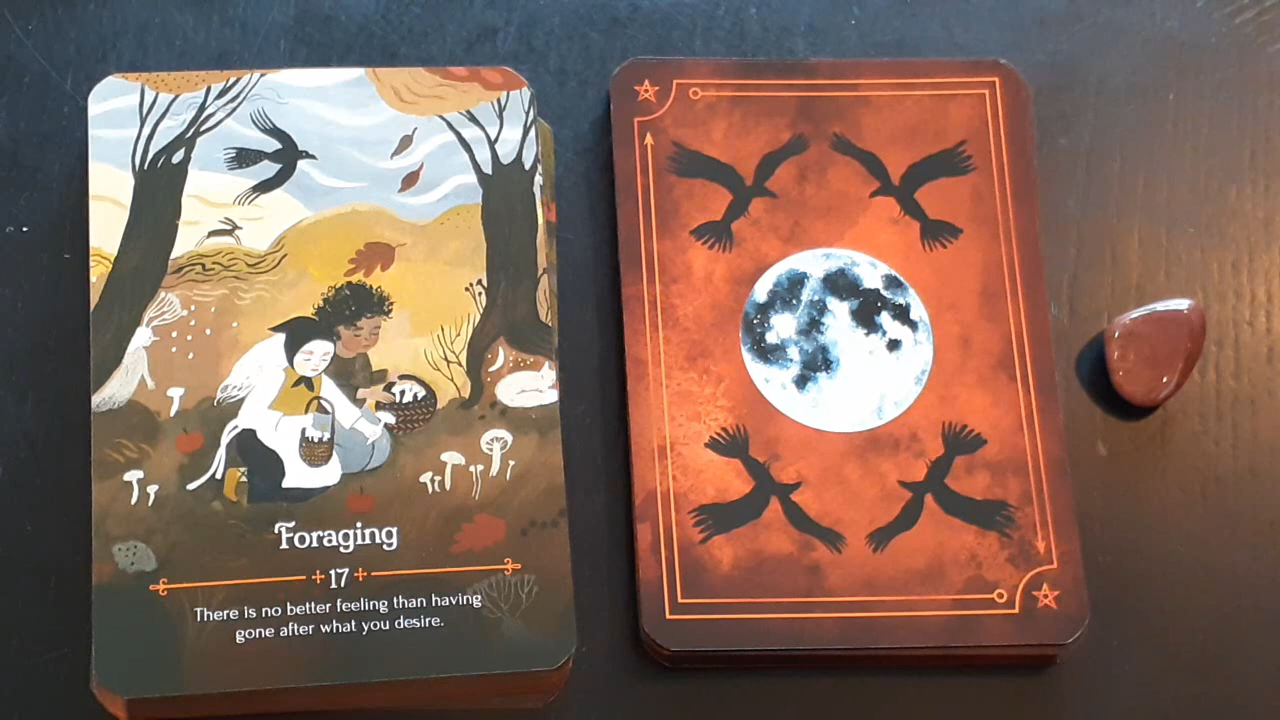 Foraging
17
There is no better feeling than having
gone after what you desire.